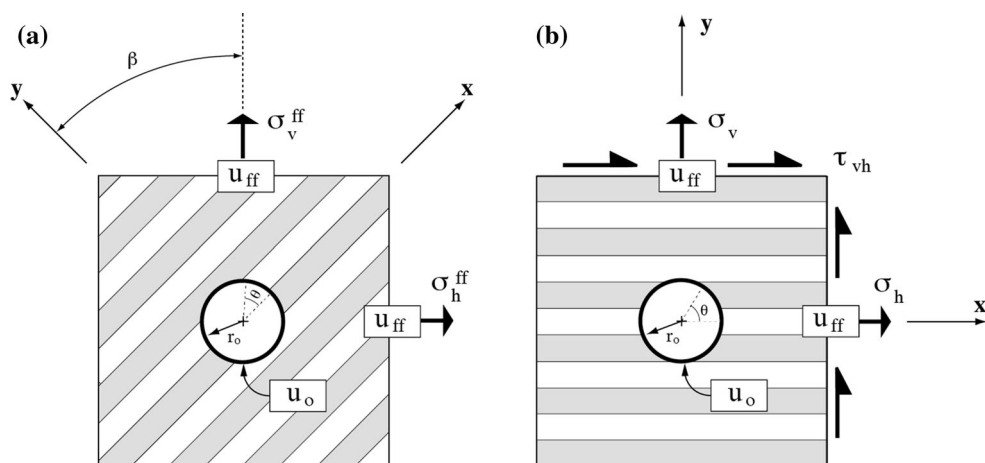 (a)
β
y
x
σ_v^ff
u_ff
θ
r_o
σ_h^ff
u_ff
u_o
(b)
y
σ_v
u_ff
τ_vh
θ
r_o
σ_h
u_ff
x
u_o